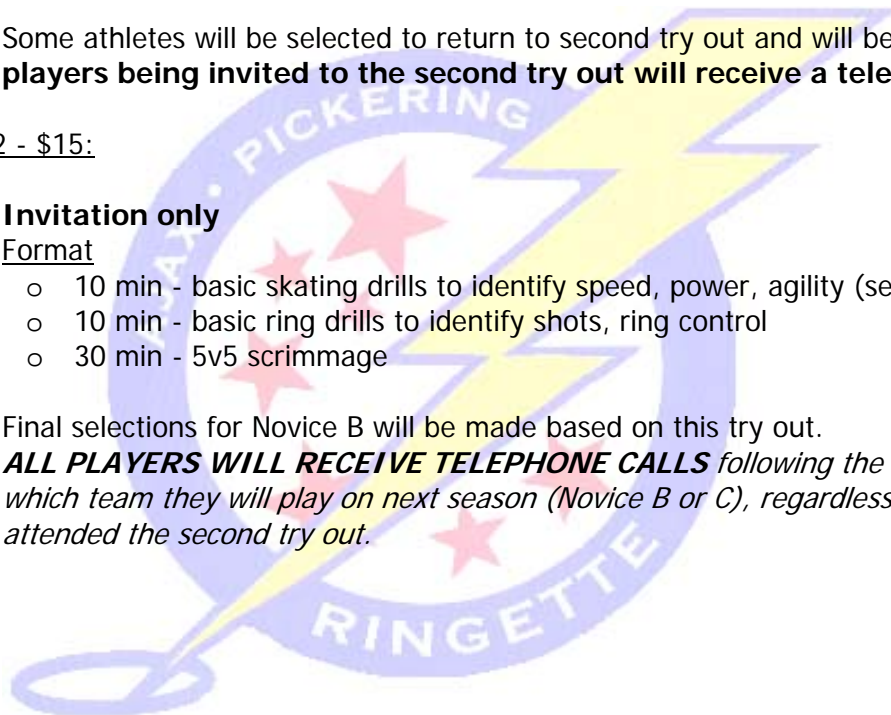 Some athletes will be selected to return to second try out and will be
players being invited to the second try out will receive a tele
2 - $15:
Invitation only
Format
o 10 min - basic skating drills to identify speed, power, agility (se
o 10 min - basic ring drills to identify shots, ring control
o 30 min - 5v5 scrimmage
Final selections for Novice B will be made based on this try out.
ALL PLAYERS WILL RECEIVE TELEPHONE CALLS following the
which team they will play on next season (Novice B or C), regardless
attended the second try out.
AJAX • PICKERING
RINGETTE